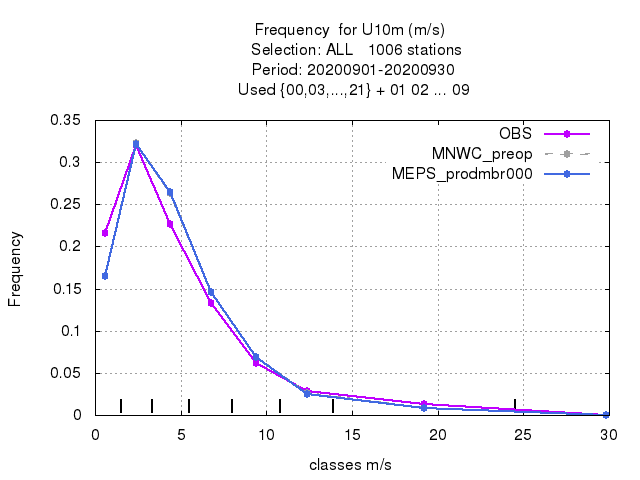 Frequency  for U10m (m/s)
Selection: ALL   1006 stations
Period: 20200901-20200930
Used {00,03,...,21} + 01 02 ... 09
OBS
MNWC_preop
MEPS_prodmbr000
Frequency
0.35
0.3
0.25
0.2
0.15
0.1
0.05
0
0 5 10 15 20 25 30
classes m/s